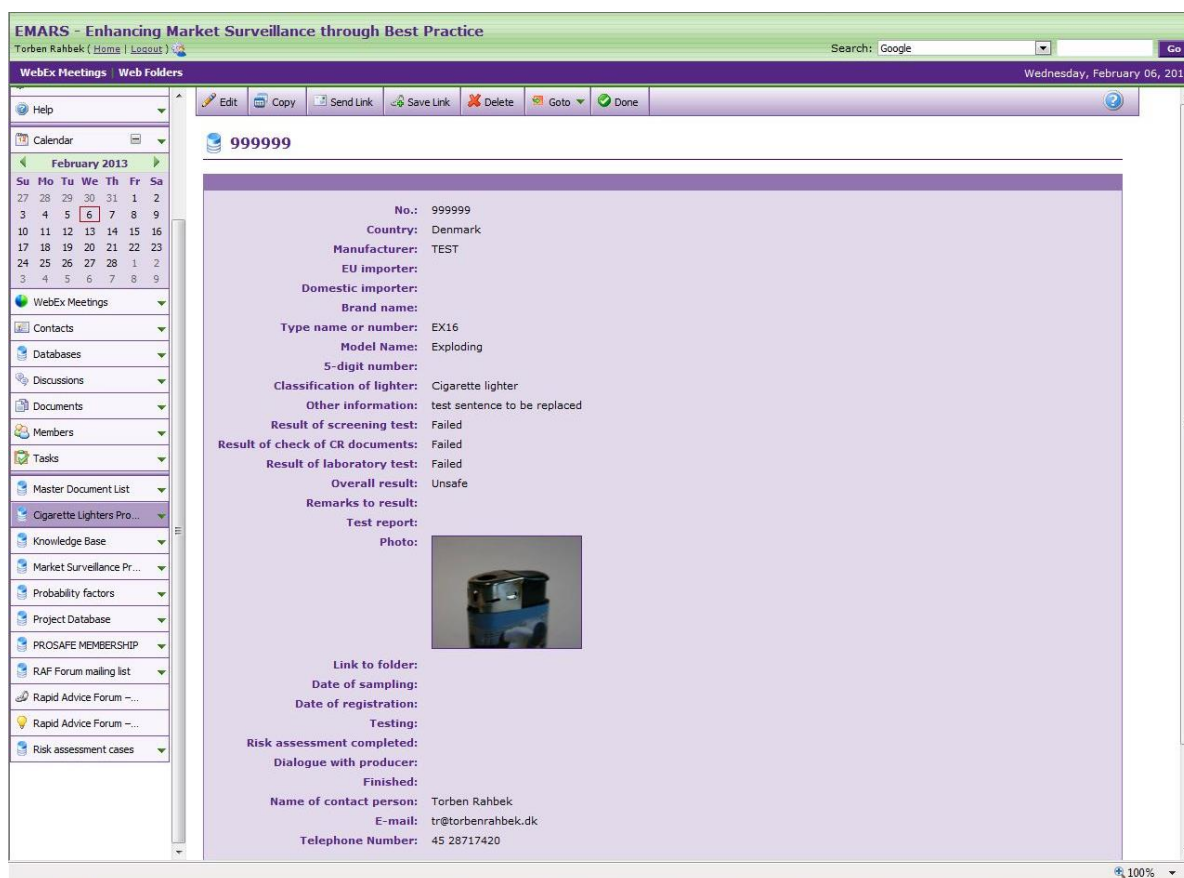 EMARS - Enhancing Market Surveillance through Best Practice
Torben Rahbek ( Home | Logout )
Search: Google Go
WebEx Meetings | Web Folders
Wednesday, February 06, 201
Help
Calendar
February 2013
Su Mo Tu We Th Fr Sa
27 28 29 30 31 1 2
3 4 5 6 7 8 9
10 11 12 13 14 15 16
17 18 19 20 21 22 23
24 25 26 27 28 1 2
3 4 5 6 7 8 9
WebEx Meetings
Contacts
Databases
Discussions
Documents
Members
Tasks
Master Document List
Cigarette Lighters Pro...
Knowledge Base
Market Surveillance Pr...
Probability factors
Project Database
PROSAFE MEMBERSHIP
RAF Forum mailing list
Rapid Advice Forum –...
Rapid Advice Forum –...
Risk assessment cases
Edit Copy Send Link Save Link Delete Goto Done
999999
No.: 999999
Country: Denmark
Manufacturer: TEST
EU importer:
Domestic importer:
Brand name:
Type name or number: EX16
Model Name: Exploding
5-digit number:
Classification of lighter: Cigarette lighter
Other information: test sentence to be replaced
Result of screening test: Failed
Result of check of CR documents: Failed
Result of laboratory test: Failed
Overall result: Unsafe
Remarks to result:
Test report:
Photo:
Link to folder:
Date of sampling:
Date of registration:
Testing:
Risk assessment completed:
Dialogue with producer:
Finished:
Name of contact person: Torben Rahbek
E-mail: tr@torbenrahbek.dk
Telephone Number: 45 28717420
100%